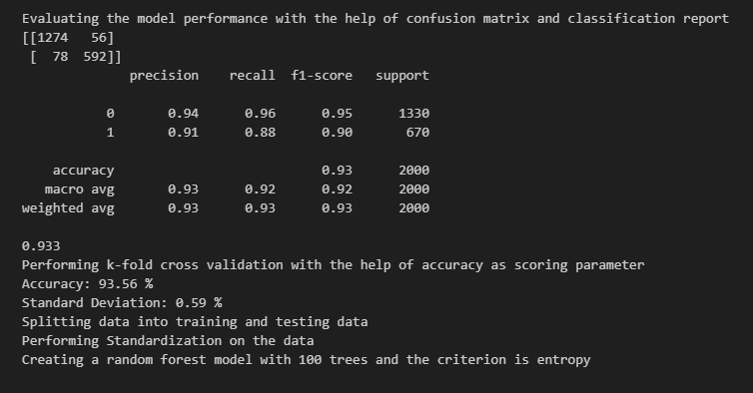 Evaluating the model performance with the help of confusion matrix and classification report
[[1274   56]
 [  78  592]]
              precision    recall  f1-score   support

           0       0.94      0.96      0.95      1330
           1       0.91      0.88      0.90       670

    accuracy                           0.93      2000
   macro avg       0.93      0.92      0.92      2000
weighted avg       0.93      0.93      0.93      2000

0.933
Performing k-fold cross validation with the help of accuracy as scoring parameter
Accuracy: 93.56 %
Standard Deviation: 0.59 %
Splitting data into training and testing data
Performing Standardization on the data
Creating a random forest model with 100 trees and the criterion is entropy